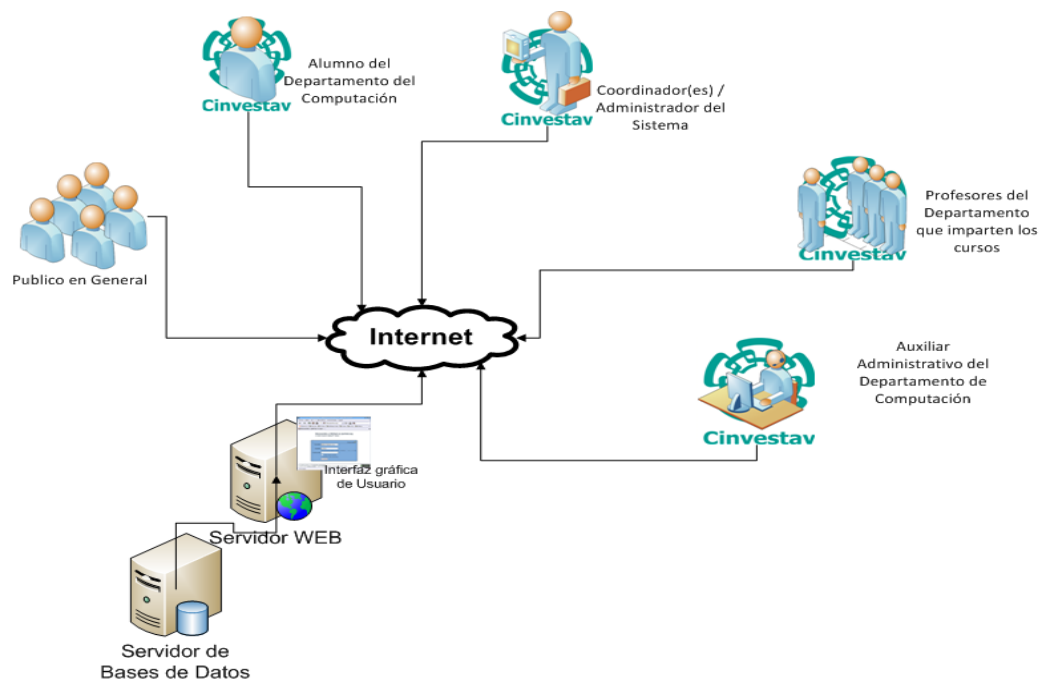 Alumno del
Departamento del
Computación
Cinvestav
Coordinador(es) /
Administrador del
Sistema
Cinvestav
Profesores del
Departamento
que imparten los
cursos
Cinvestav
Publico en General
Internet
Auxiliar
Administrativo del
Departamento de
Computación
Cinvestav
Interfaz gráfica
de Usuario
Servidor WEB
Servidor de
Bases de Datos